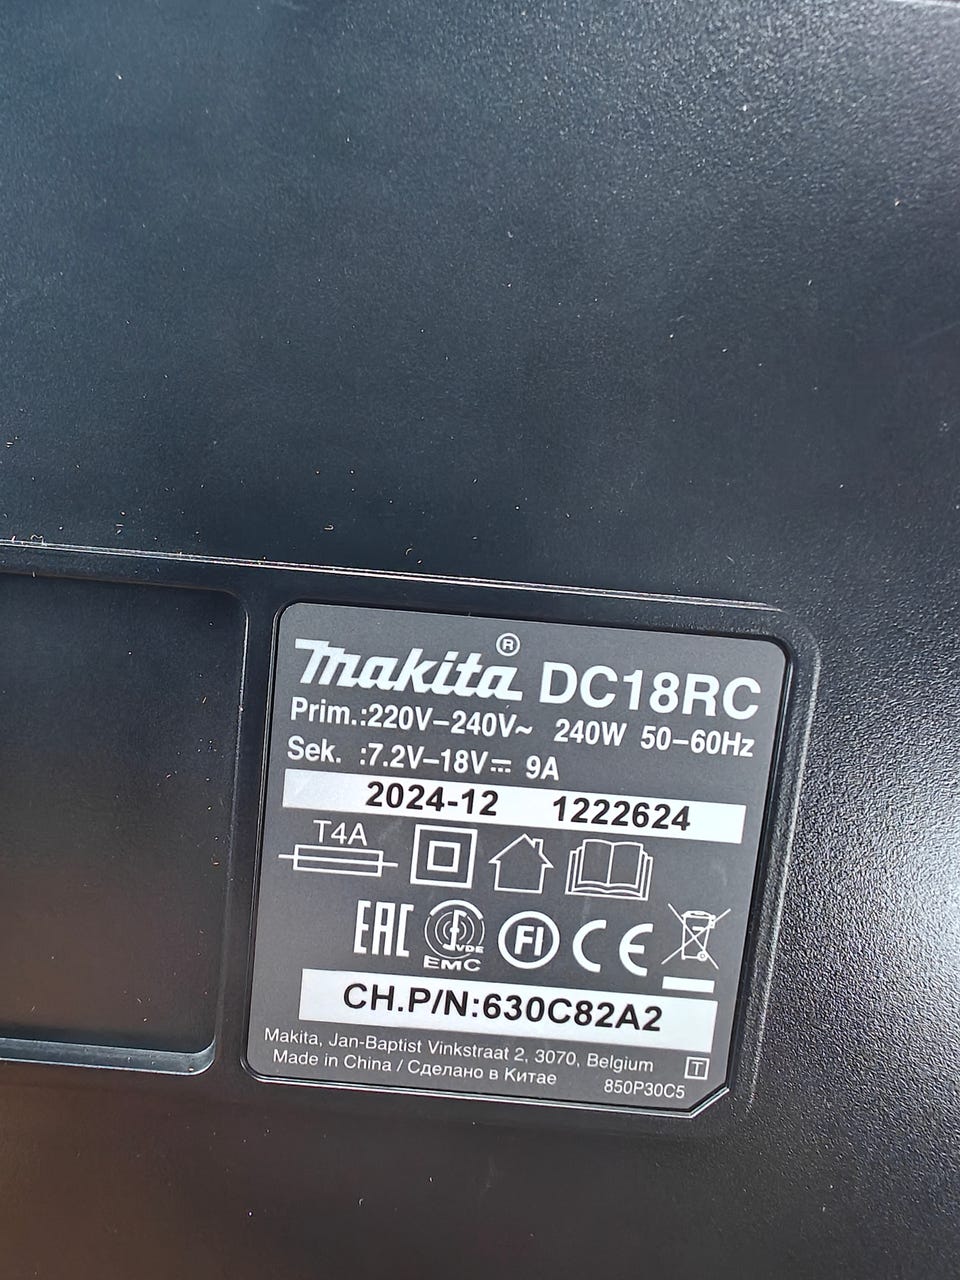 makita® DC18RC
Prim.:220V–240V~ 240W 50–60Hz
Sek. :7.2V–18V⎓ 9A
2024-12 1222624
T4A
EAC VDE EMC FI CE
CH.P/N:630C82A2
Makita, Jan-Baptist Vinkstraat 2, 3070, Belgium
Made in China / Сделано в Китае T
850P30C5